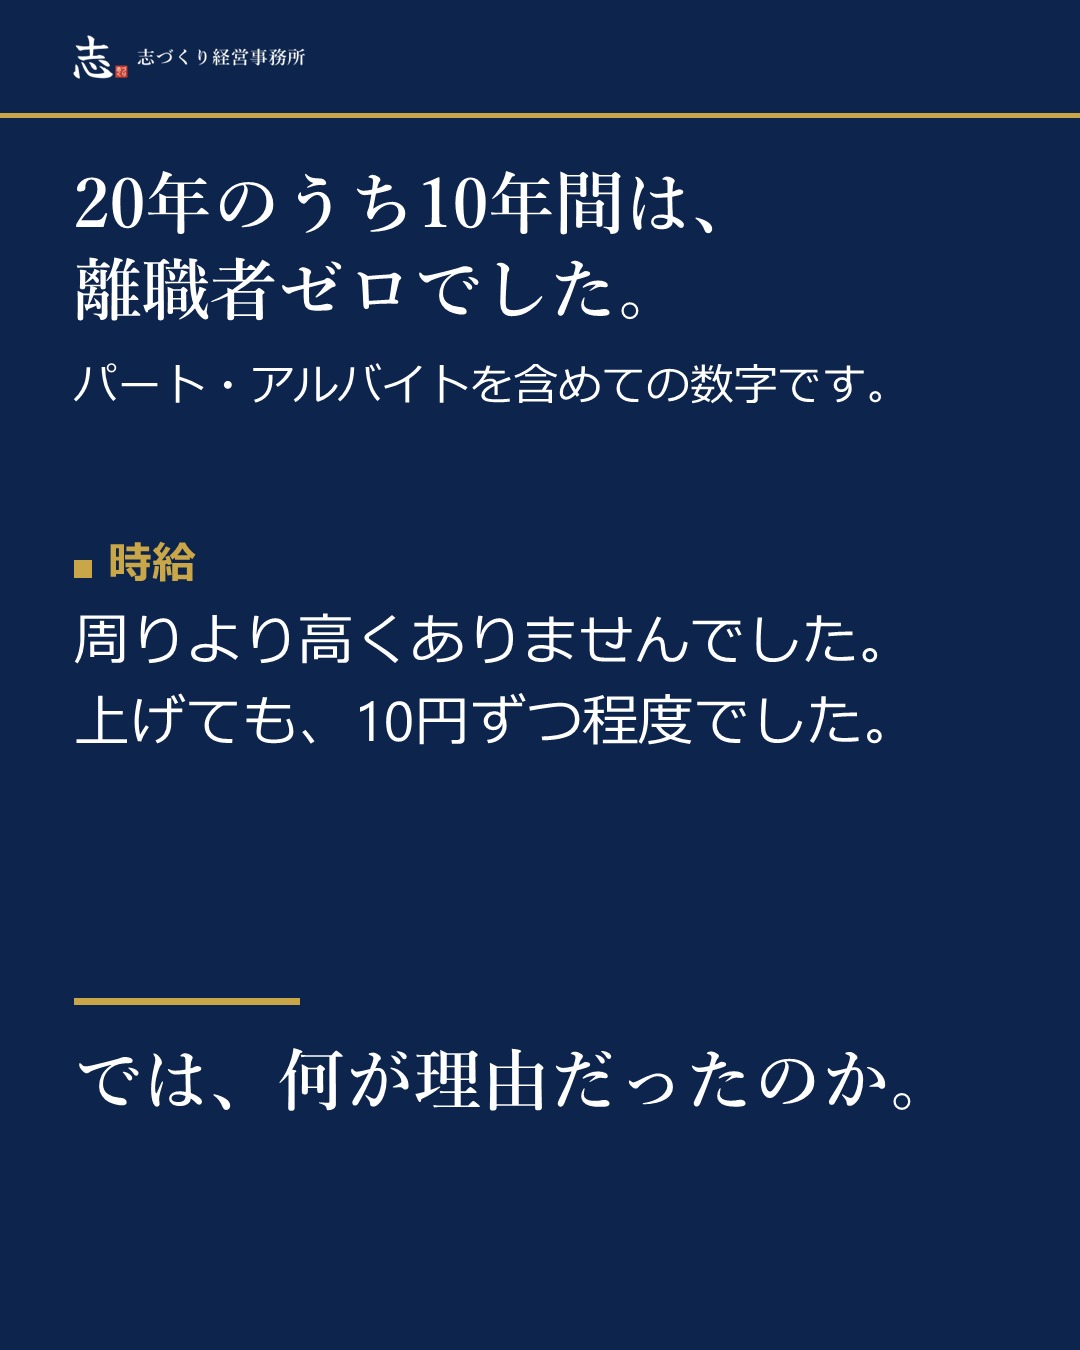 志 志づくり経営事務所
20年のうち10年間は、
離職者ゼロでした。
パート・アルバイトを含めての数字です。
■ 時給
周りより高くありませんでした。
上げても、10円ずつ程度でした。
では、何が理由だったのか。